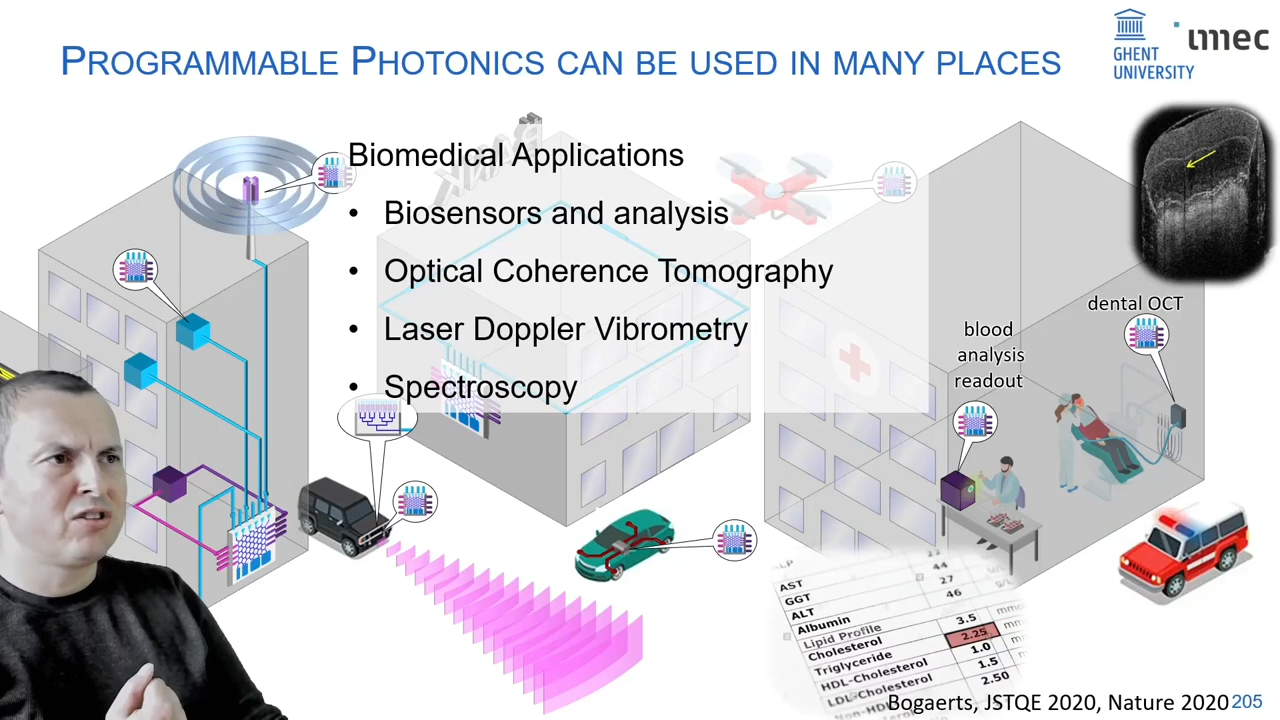 PROGRAMMABLE PHOTONICS CAN BE USED IN MANY PLACES
GHENT
UNIVERSITY
imec
Bank
Biomedical Applications
• Biosensors and analysis
• Optical Coherence Tomography
• Laser Doppler Vibrometry
• Spectroscopy
dental OCT
blood
analysis
readout
ALP
AST 44
GGT 27
ALT 46
Albumin
Lipid Profile 3.5
Cholesterol 2.25
Triglyceride 1.0
HDL-Cholesterol 1.5
LDL-Cholesterol 2.50
Bogaerts, JSTQE 2020, Nature 2020
205